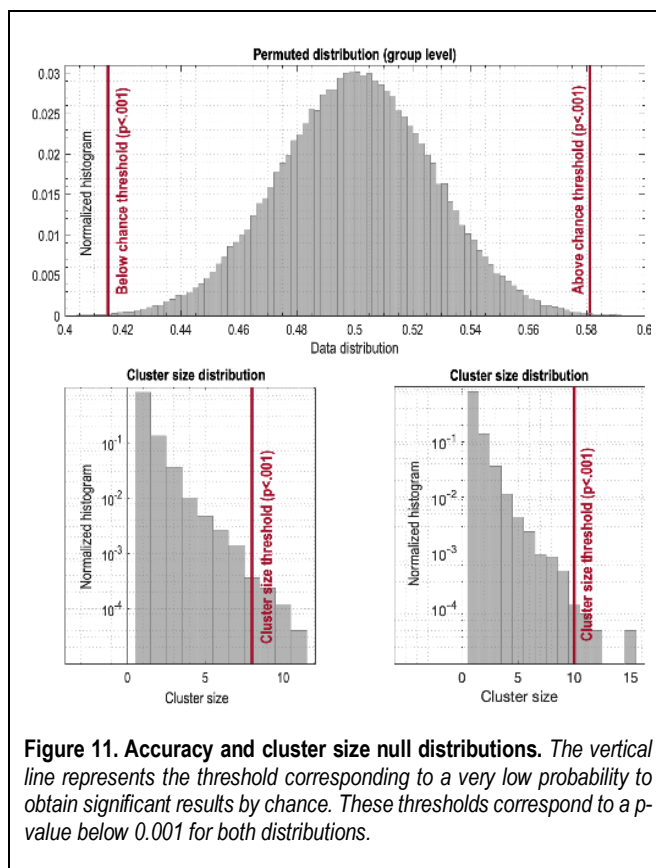 Permuted distribution (group level)
Normalized histogram
Below chance threshold (p<.001)
Above chance threshold (p<.001)
0.03
0.025
0.02
0.015
0.01
0.005
0
0.4 0.42 0.44 0.46 0.48 0.5 0.52 0.54 0.56 0.58 0.6
Data distribution
Cluster size distribution
Normalized histogram
Cluster size threshold (p<.001)
10-1
10-2
10-3
10-4
0 5 10
Cluster size
Cluster size distribution
Normalized histogram
Cluster size threshold (p<.001)
10-1
10-2
10-3
10-4
0 5 10 15
Cluster size
Figure 11. Accuracy and cluster size null distributions. The vertical
line represents the threshold corresponding to a very low probability to
obtain significant results by chance. These thresholds correspond to a p-
value below 0.001 for both distributions.